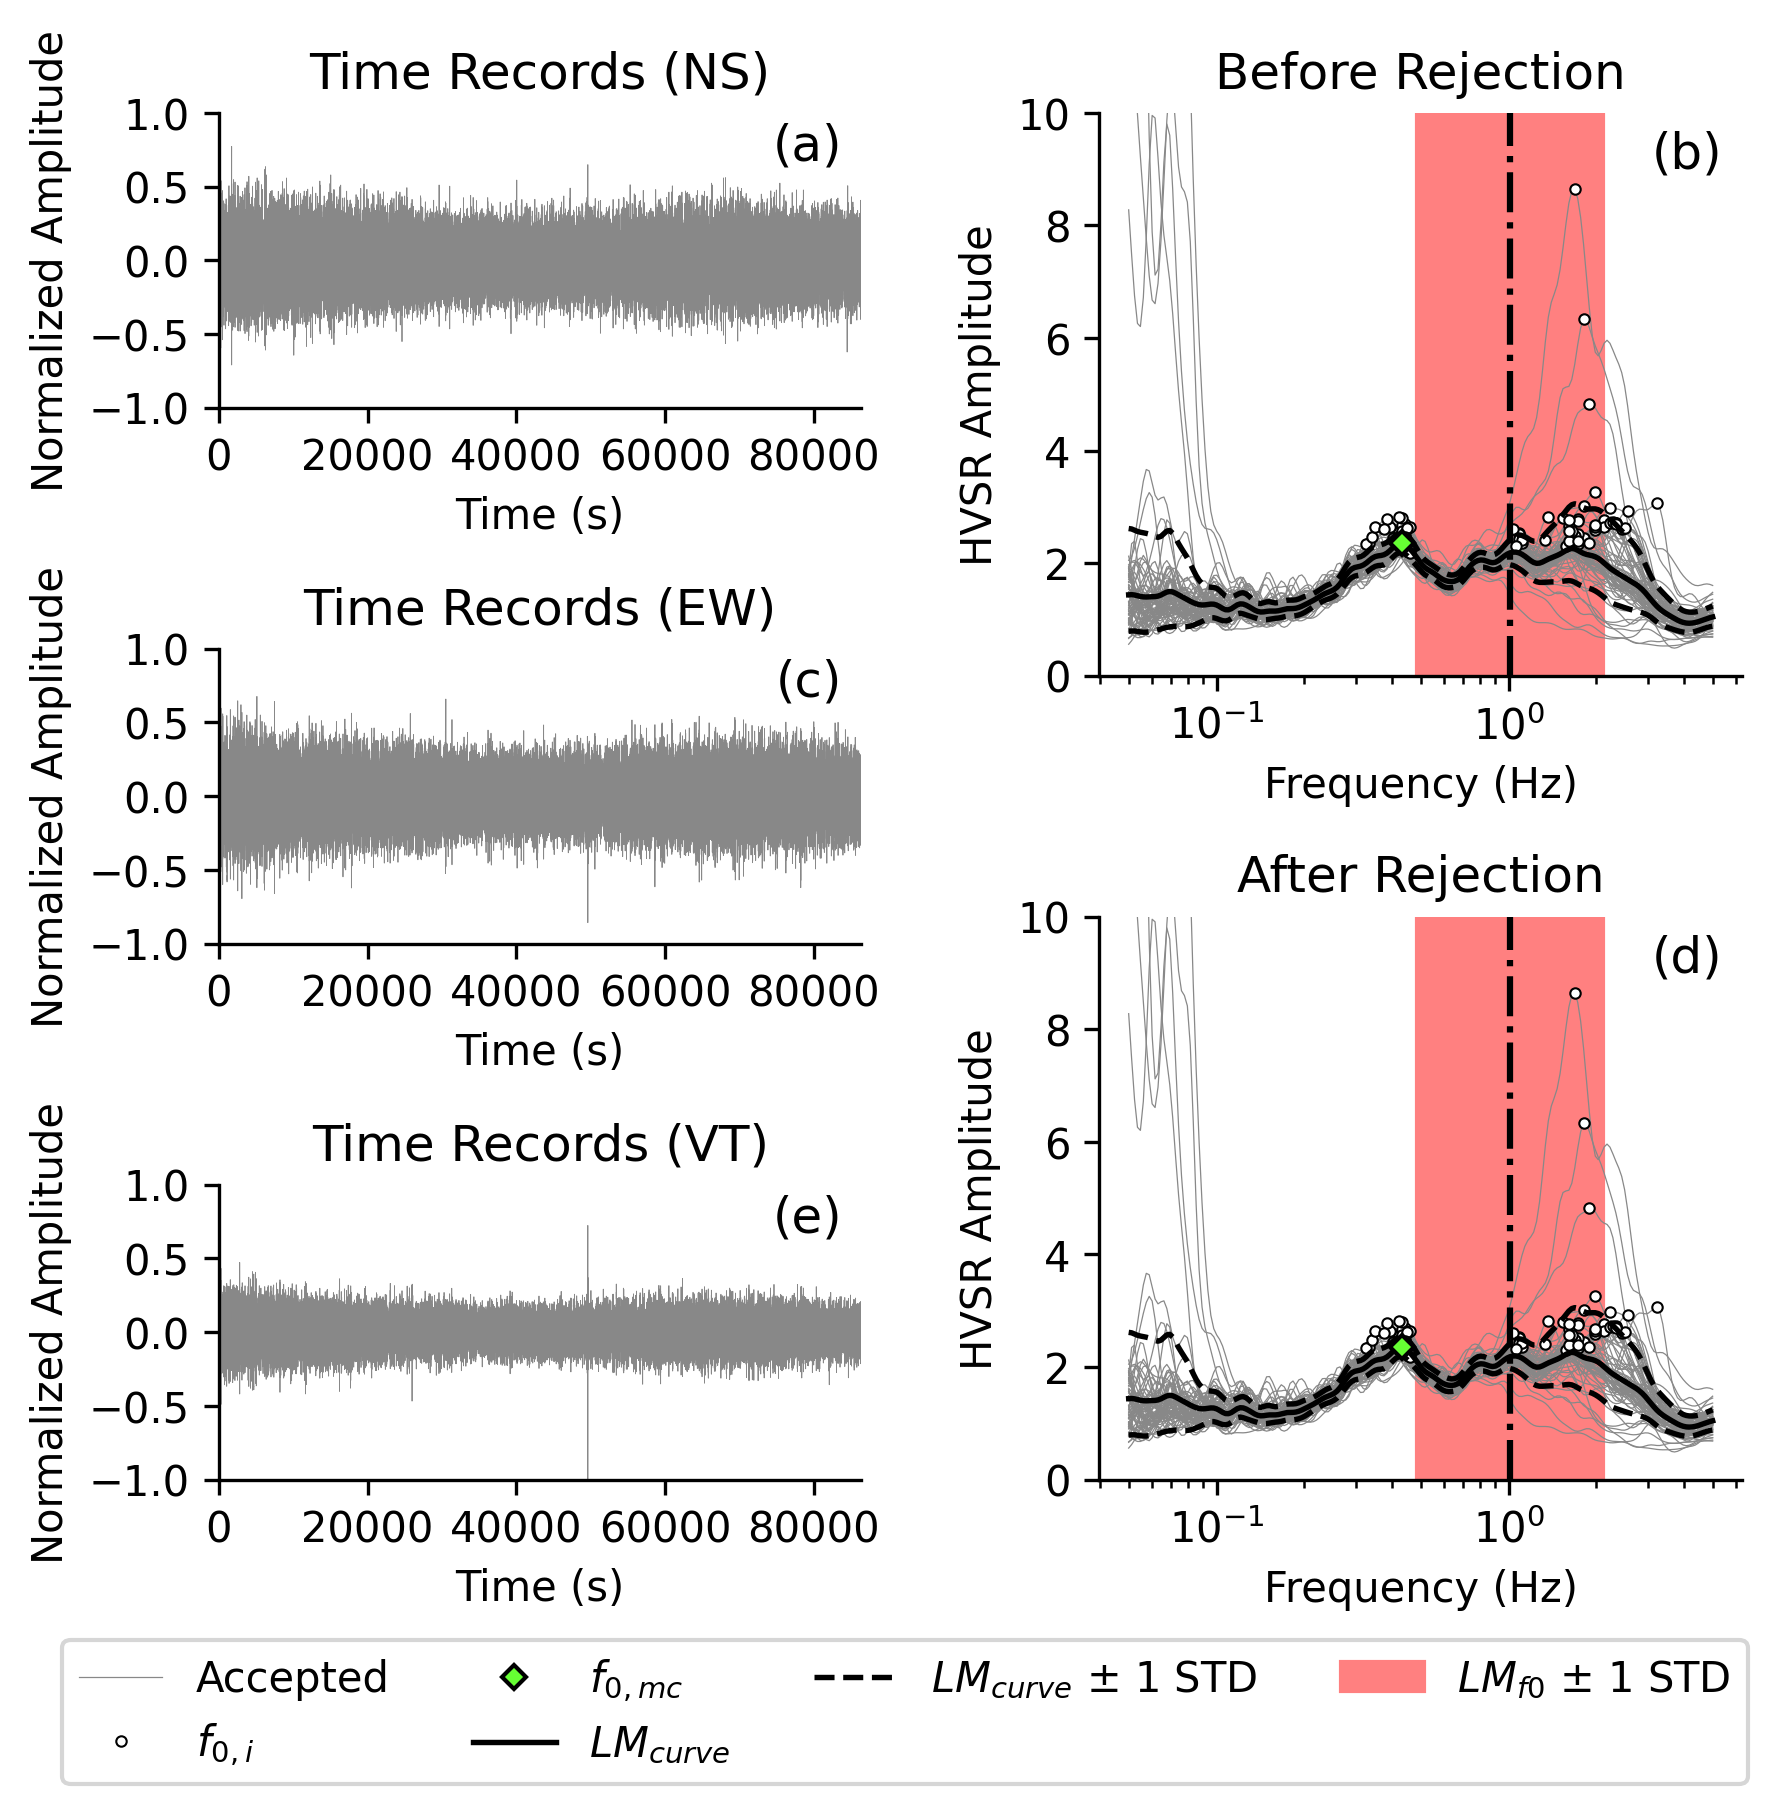 Time Records (NS)
(a)
Normalized Amplitude
1.0
0.5
0.0
−0.5
−1.0
0 20000 40000 60000 80000
Time (s)
Before Rejection
(b)
HVSR Amplitude
10
8
6
4
2
0
10⁻¹ 10⁰
Frequency (Hz)
Time Records (EW)
(c)
Normalized Amplitude
1.0
0.5
0.0
−0.5
−1.0
0 20000 40000 60000 80000
Time (s)
After Rejection
(d)
HVSR Amplitude
10
8
6
4
2
0
10⁻¹ 10⁰
Frequency (Hz)
Time Records (VT)
(e)
Normalized Amplitude
1.0
0.5
0.0
−0.5
−1.0
0 20000 40000 60000 80000
Time (s)
Accepted
f0,i
f0,mc
LMcurve
LMcurve ± 1 STD
LMf0 ± 1 STD